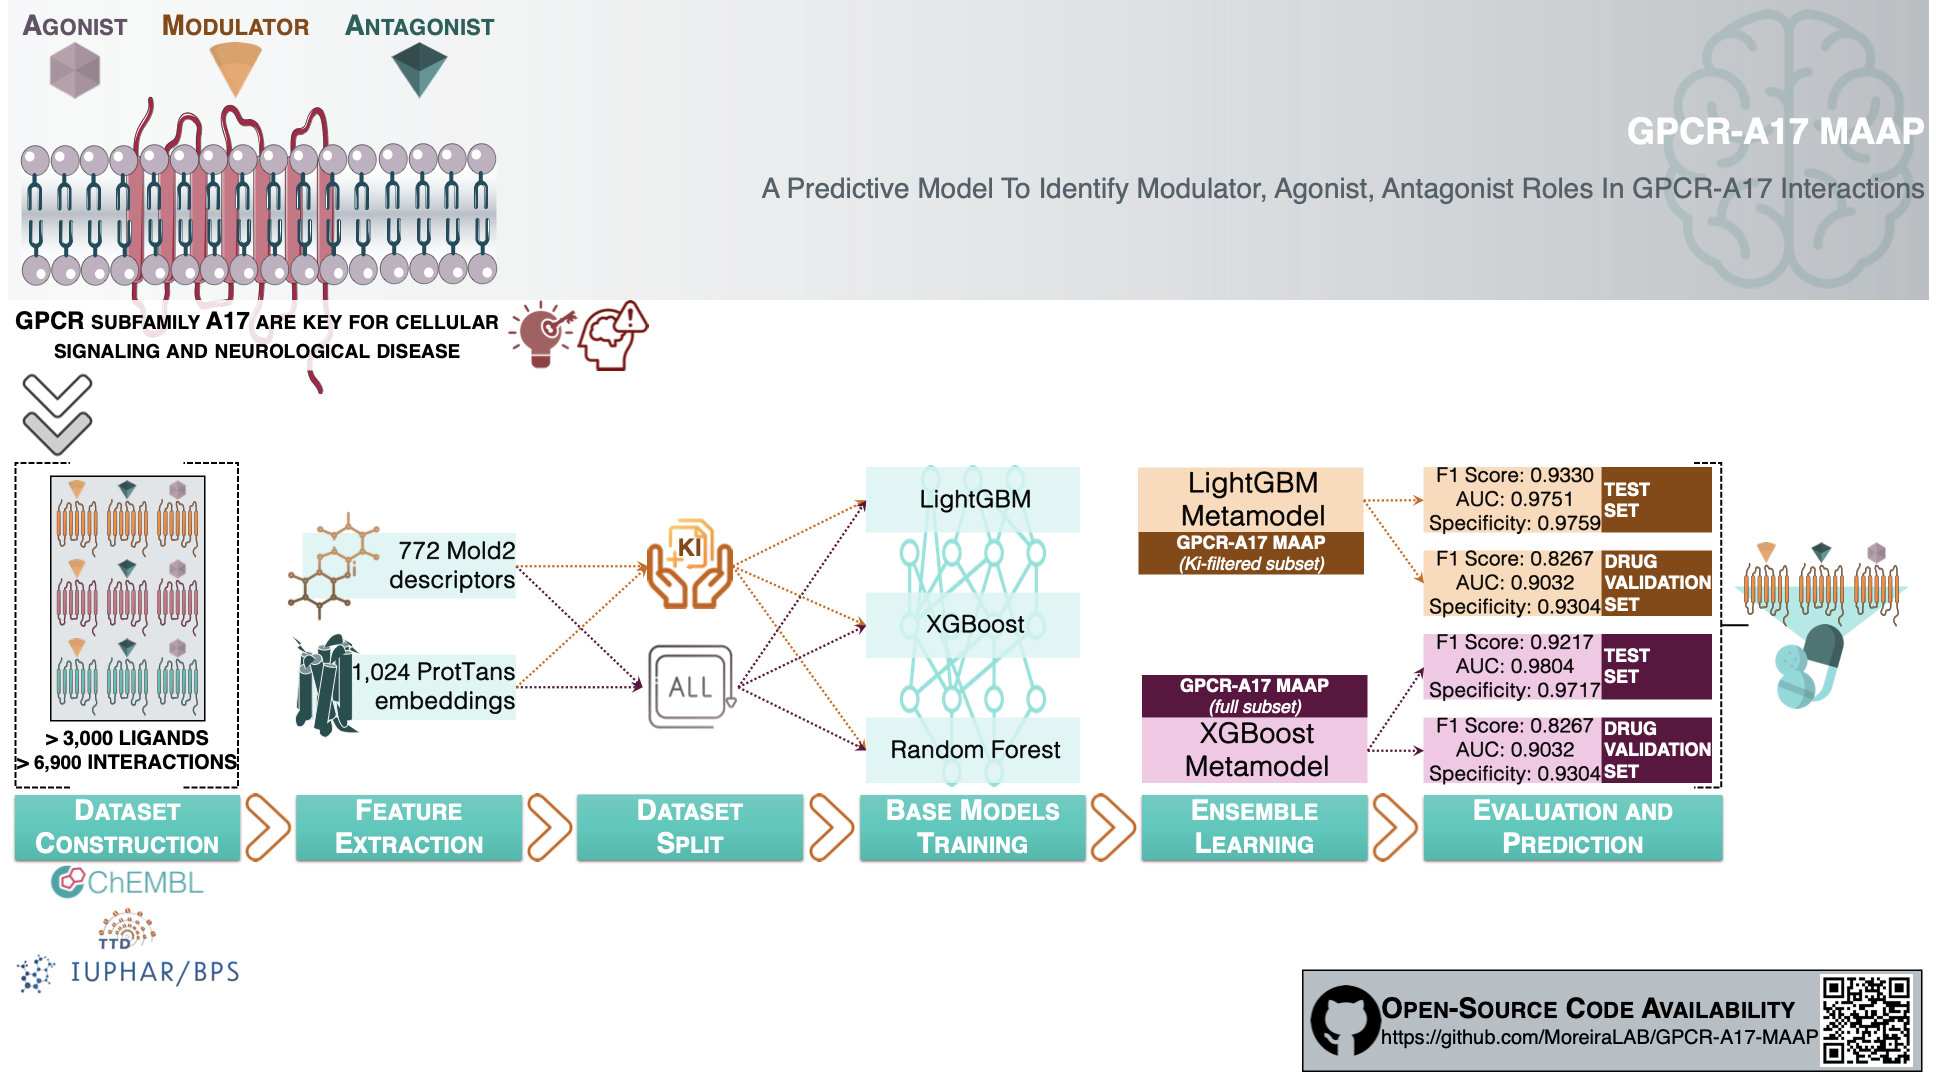 AGONIST
MODULATOR
ANTAGONIST
GPCR-A17 MAAP
A Predictive Model To Identify Modulator, Agonist, Antagonist Roles In GPCR-A17 Interactions
GPCR SUBFAMILY A17 ARE KEY FOR CELLULAR
SIGNALING AND NEUROLOGICAL DISEASE
> 3,000 LIGANDS
> 6,900 INTERACTIONS
772 Mold2
descriptors
1,024 ProtTans
embeddings
KI
ALL
LightGBM
XGBoost
Random Forest
LightGBM
Metamodel
GPCR-A17 MAAP
(Ki-filtered subset)
GPCR-A17 MAAP
(full subset)
XGBoost
Metamodel
F1 Score: 0.9330
AUC: 0.9751
Specificity: 0.9759
TEST
SET
F1 Score: 0.8267
AUC: 0.9032
Specificity: 0.9304
DRUG
VALIDATION
SET
F1 Score: 0.9217
AUC: 0.9804
Specificity: 0.9717
TEST
SET
F1 Score: 0.8267
AUC: 0.9032
Specificity: 0.9304
DRUG
VALIDATION
SET
DATASET
CONSTRUCTION
FEATURE
EXTRACTION
DATASET
SPLIT
BASE MODELS
TRAINING
ENSEMBLE
LEARNING
EVALUATION AND
PREDICTION
ChEMBL
TTD
IUPHAR/BPS
OPEN-SOURCE CODE AVAILABILITY
https://github.com/MoreiraLAB/GPCR-A17-MAAP